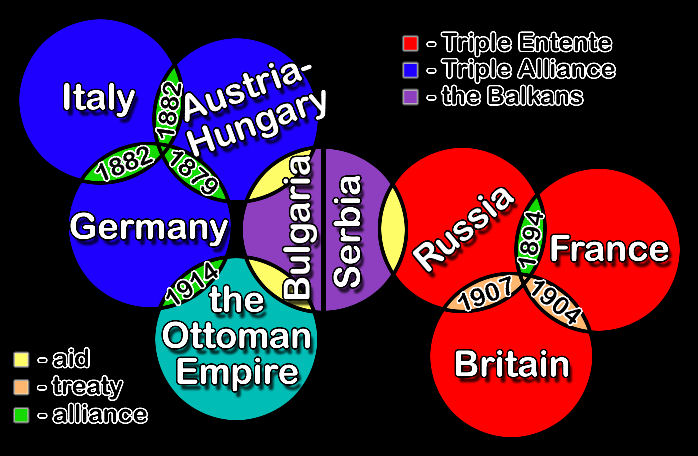 - Triple Entente
- Triple Alliance
- the Balkans
Italy
Austria-
Hungary
1882
1882
1879
Germany
Bulgaria
Serbia
Russia
1894
France
1914
the
Ottoman
Empire
1907
1904
Britain
- aid
- treaty
- alliance